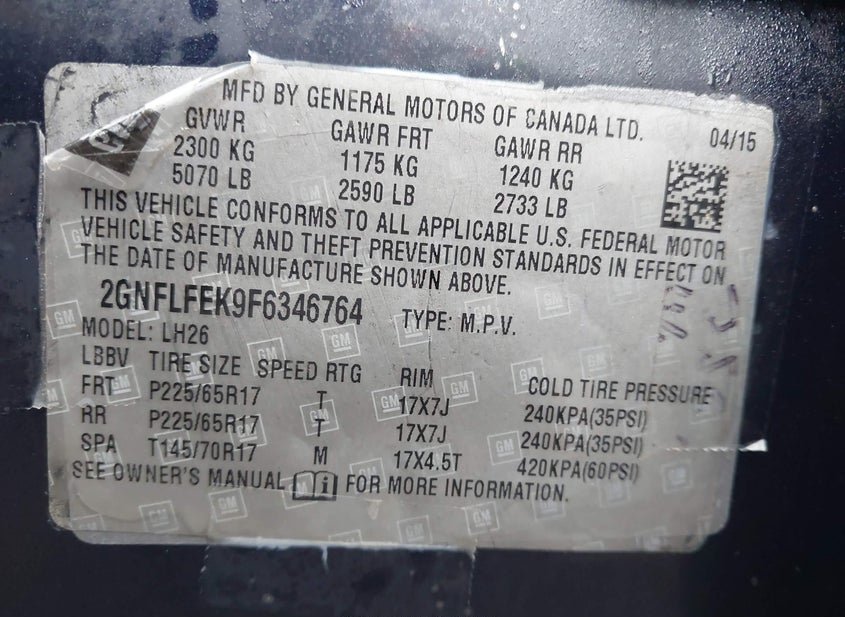 MFD BY GENERAL MOTORS OF CANADA LTD. 04/15
GVWR GAWR FRT GAWR RR
2300 KG 1175 KG 1240 KG
5070 LB 2590 LB 2733 LB
THIS VEHICLE CONFORMS TO ALL APPLICABLE U.S. FEDERAL MOTOR
VEHICLE SAFETY AND THEFT PREVENTION STANDARDS IN EFFECT ON
THE DATE OF MANUFACTURE SHOWN ABOVE.
2GNFLFEK9F6346764 TYPE: M.P.V.
MODEL: LH26
LBBV TIRE SIZE SPEED RTG RIM COLD TIRE PRESSURE
FRT P225/65R17 T 17X7J 240KPA(35PSI)
RR P225/65R17 T 17X7J 240KPA(35PSI)
SPA T145/70R17 M 17X4.5T 420KPA(60PSI)
SEE OWNER'S MANUAL i FOR MORE INFORMATION.